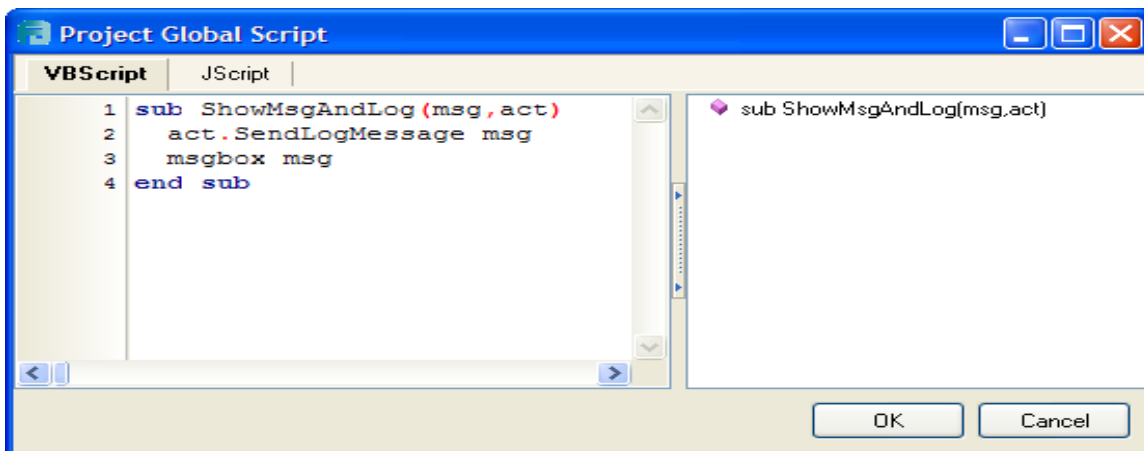 Project Global Script
VBScript JScript
1 sub ShowMsgAndLog(msg,act)
2 act.SendLogMessage msg
3 msgbox msg
4 end sub
sub ShowMsgAndLog(msg,act)
OK Cancel